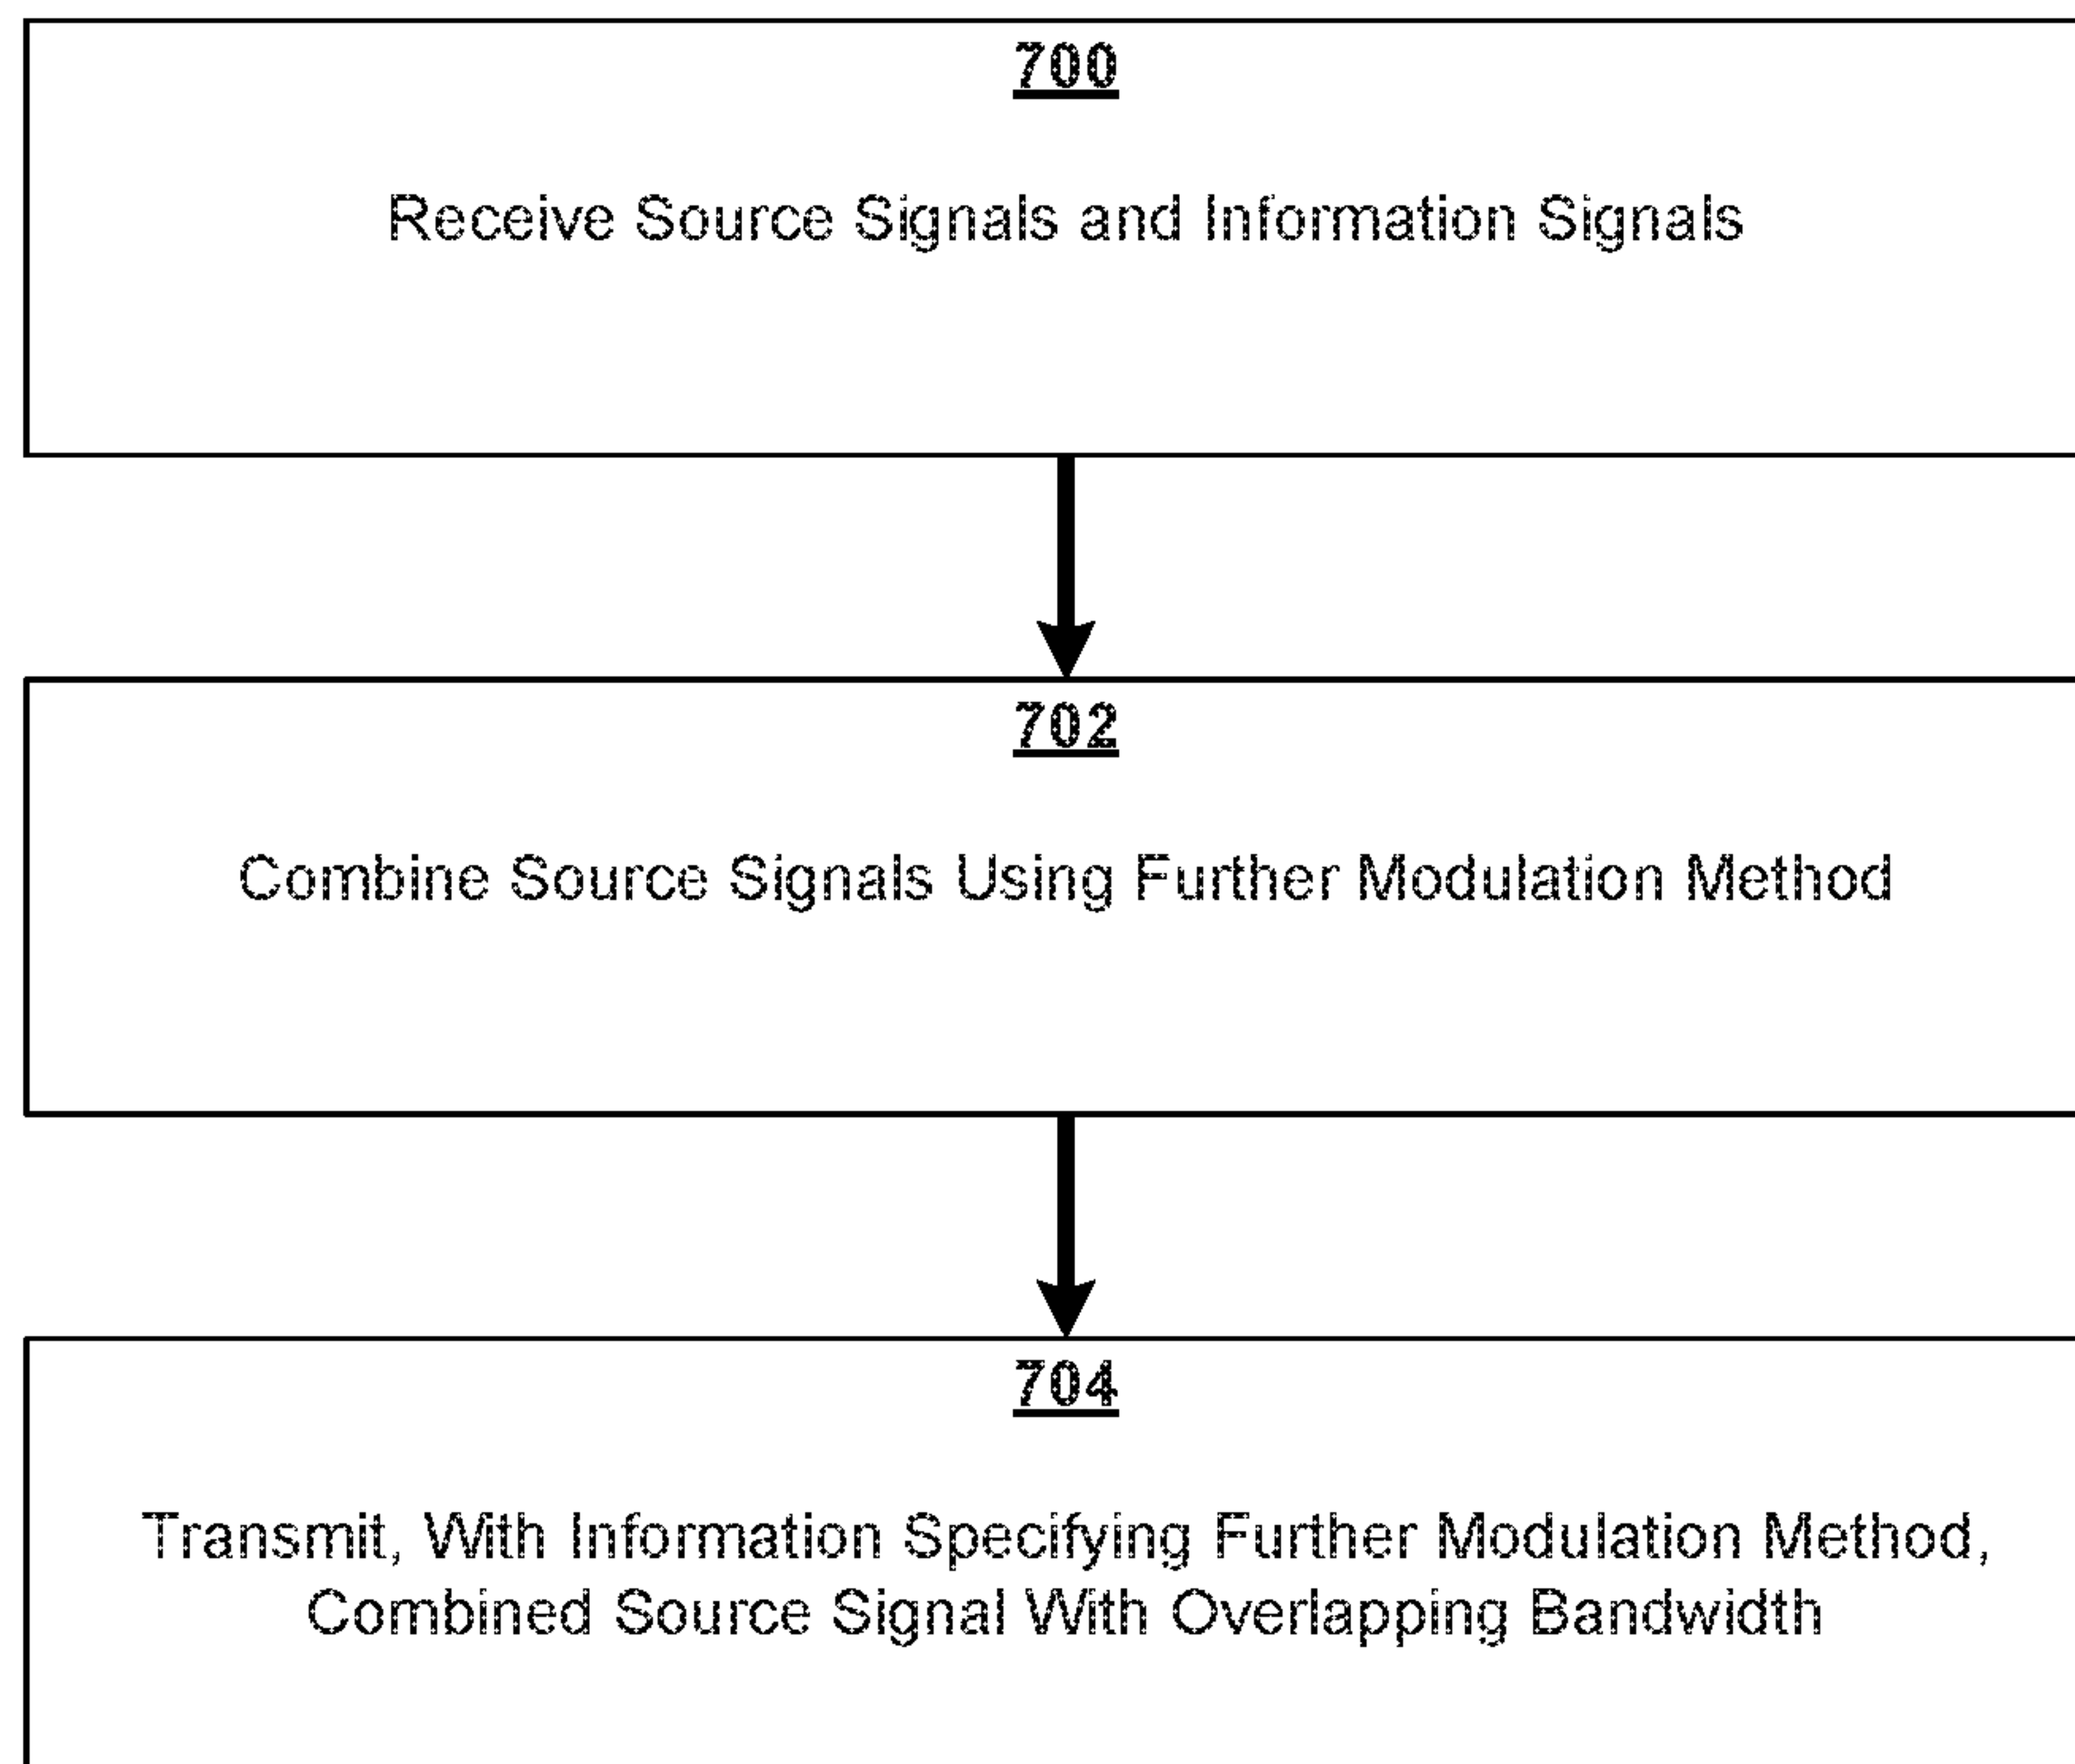 700
Receive Source Signals and Information Signals
702
Combine Source Signals Using Further Modulation Method
704
Transmit, With Information Specifying Further Modulation Method,
Combined Source Signal With Overlapping Bandwidth